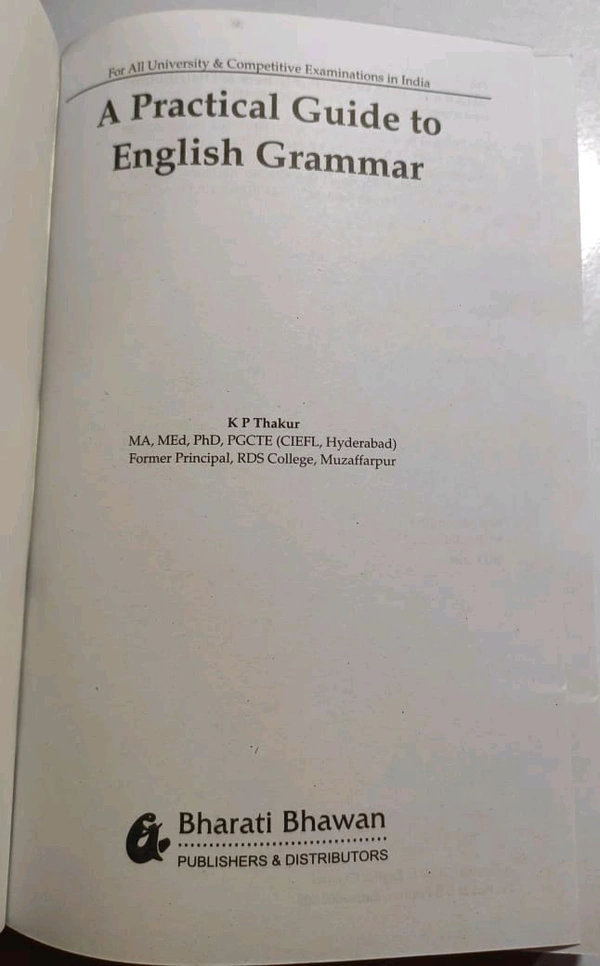 For All University & Competitive Examinations in India
A Practical Guide to
English Grammar
K P Thakur
MA, MEd, PhD, PGCTE (CIEFL, Hyderabad)
Former Principal, RDS College, Muzaffarpur
Bharati Bhawan
PUBLISHERS & DISTRIBUTORS